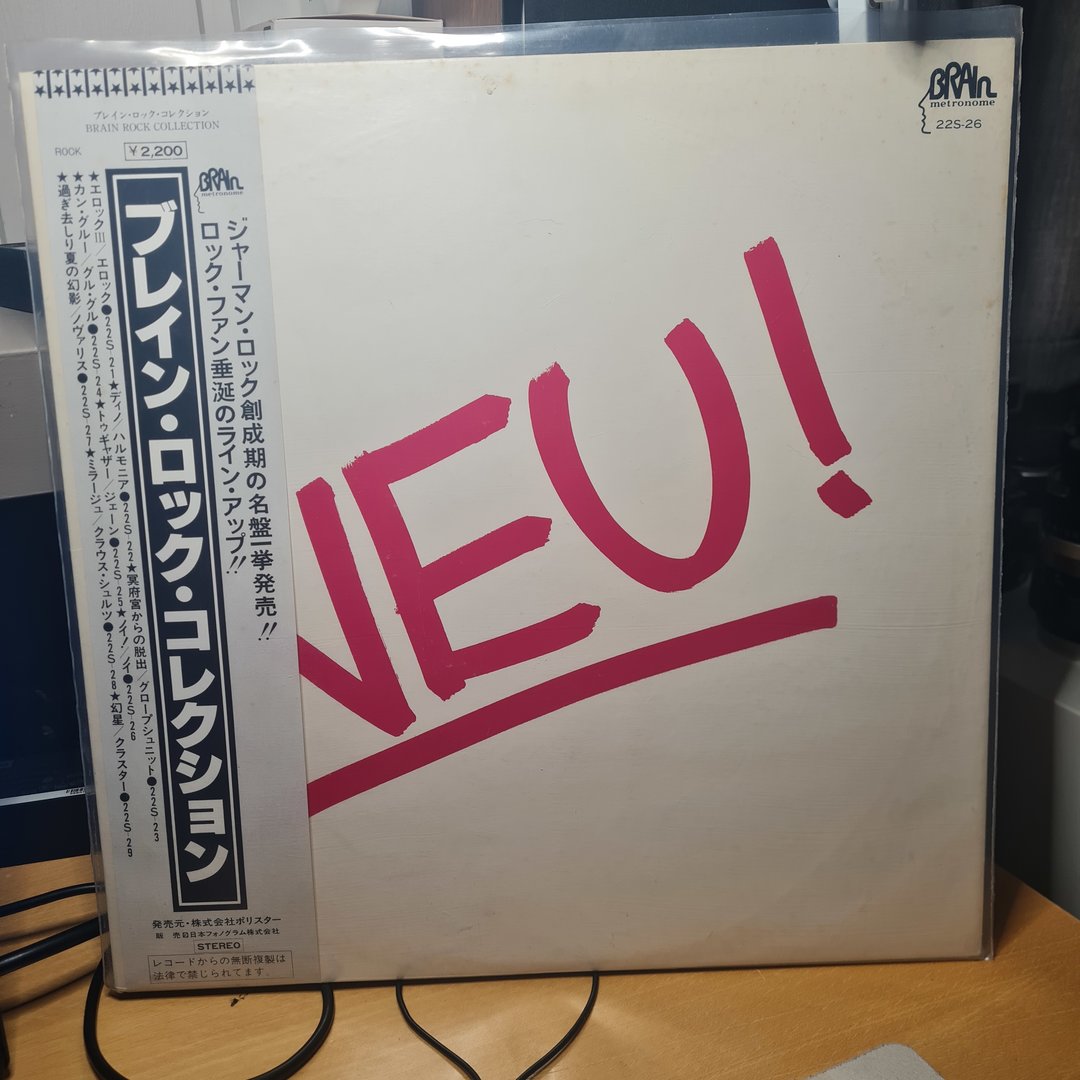 ブレイン・ロック・コレクション
BRAIN ROCK COLLECTION
ROCK
¥2,200
BRAIn
metronome
ジャーマン・ロック創成期の名盤一挙発売!!
ロック・ファン垂涎のライン・アップ!!
ブレイン・ロック・コレクション
★エロックIII/エロック●22S-21★ディノ/ハルモニア●22S-22★冥府宮からの脱出/グローブシュニット●22S-23
★カン・グルー/グル・グル●22S-24★トゥギャザー/ジェーン●22S-25★ノイ!/ノイ●22S-26
★過ぎ去しり夏の幻影/ノヴァリス●22S-27★ミラージュ/クラウス・シュルツ●22S-28★幻星/クラスター●22S-29
発売元・株式会社ポリスター
販 売 日本フォノグラム株式会社
STEREO
レコードからの無断複製は
法律で禁じられてます。
BRAIn
metronome
22S-26
NEU!